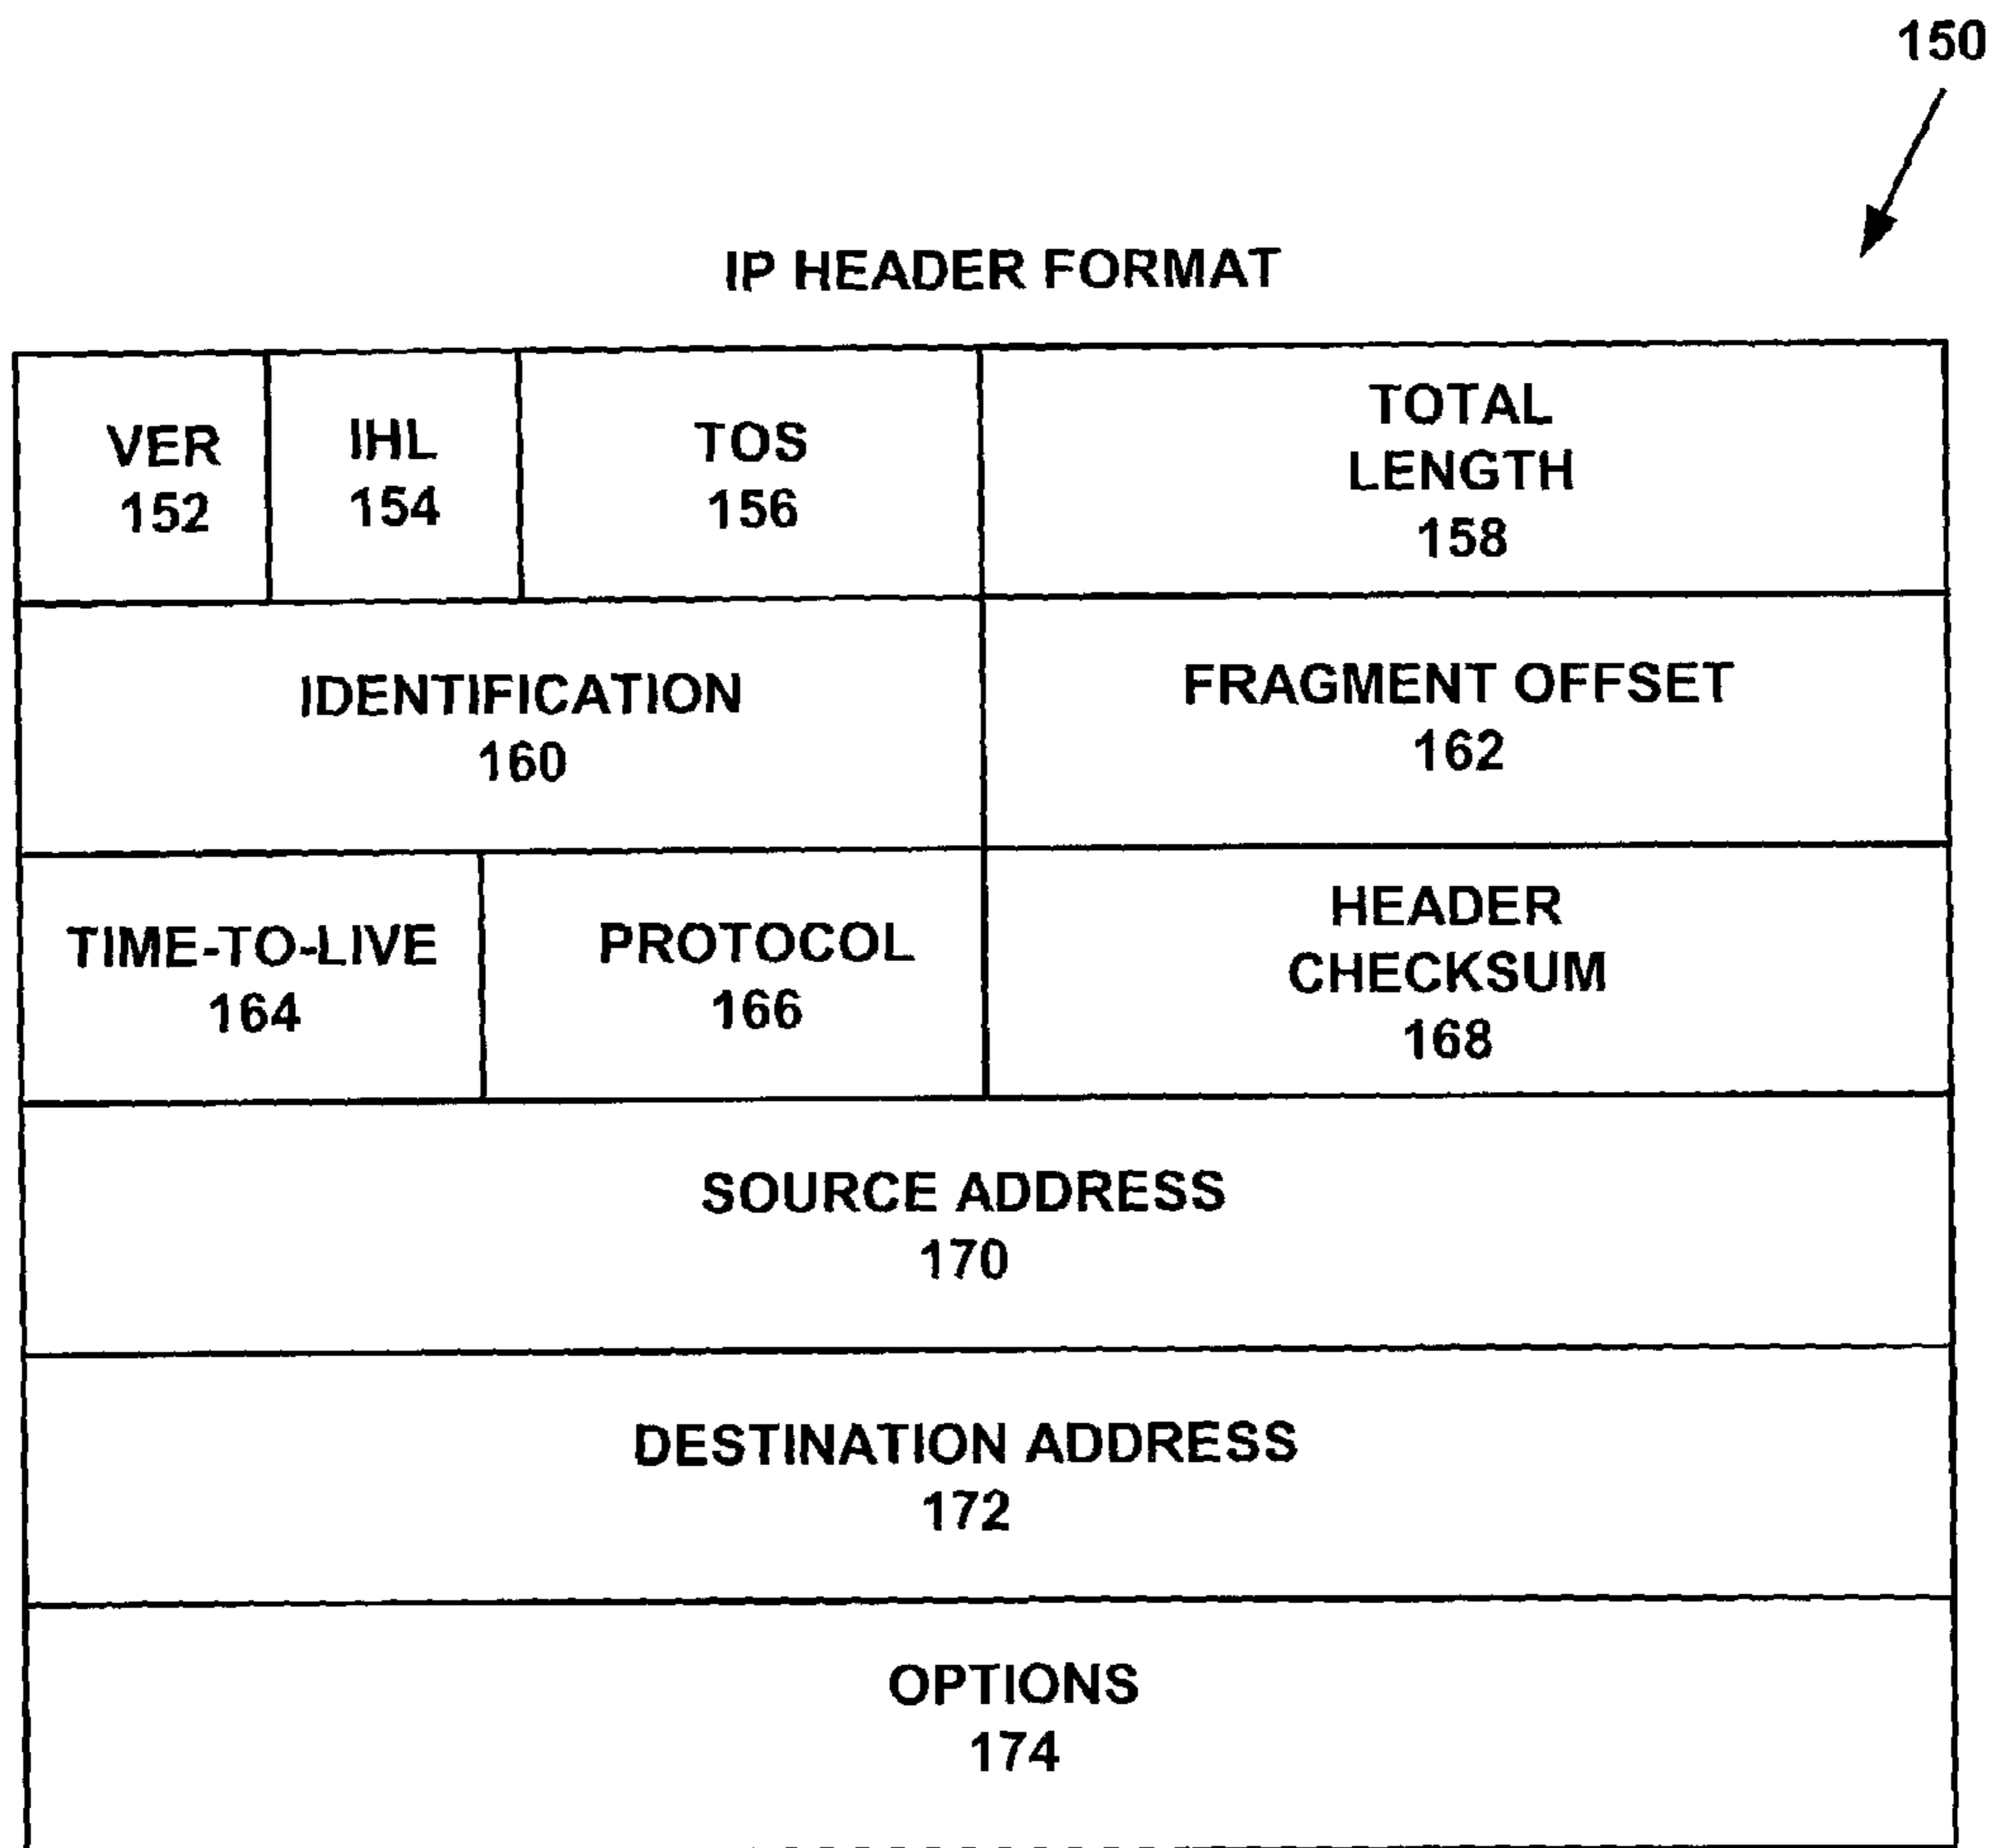 150
IP HEADER FORMAT
VER
152
IHL
154
TOS
156
TOTAL
LENGTH
158
IDENTIFICATION
160
FRAGMENT OFFSET
162
TIME-TO-LIVE
164
PROTOCOL
166
HEADER
CHECKSUM
168
SOURCE ADDRESS
170
DESTINATION ADDRESS
172
OPTIONS
174